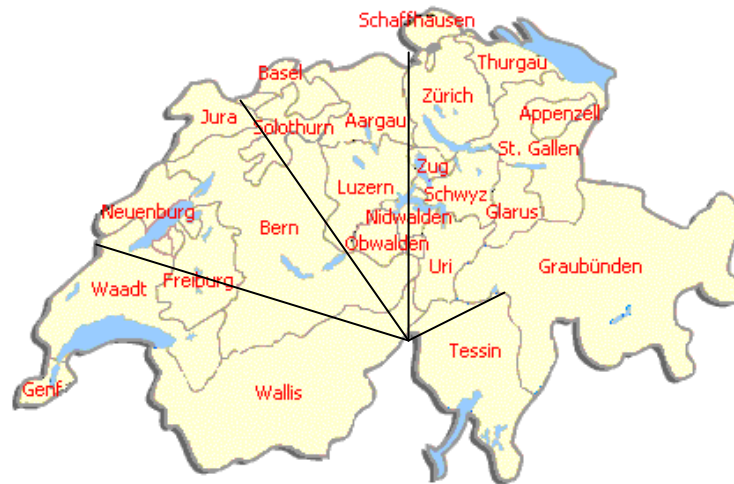 Schaffhausen
Thurgau
Basel
Zürich
Jura
Solothurn
Aargau
Appenzell
St. Gallen
Zug
Luzern
Schwyz
Neuenburg
Nidwalden
Glarus
Bern
Obwalden
Uri
Graubünden
Waadt
Freiburg
Tessin
Genf
Wallis